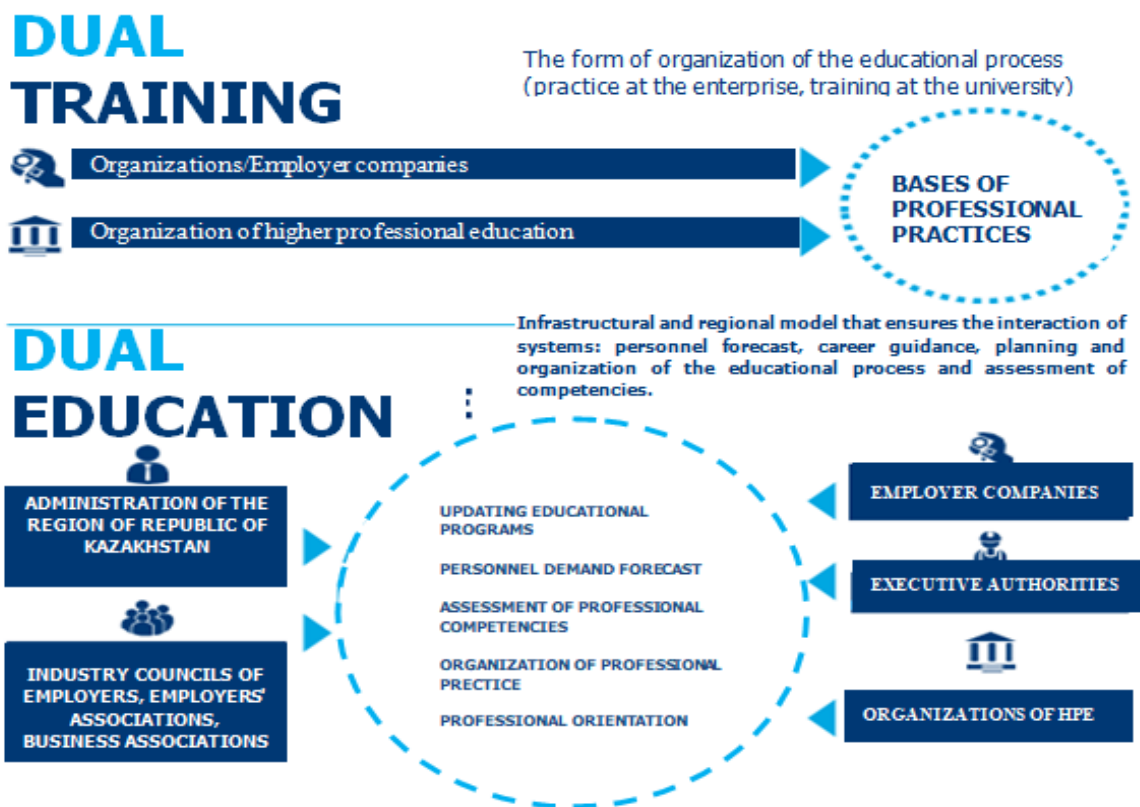 DUAL
TRAINING
The form of organization of the educational process
(practice at the enterprise, training at the university)
Organizations/Employer companies
Organization of higher professional education
BASES OF
PROFESSIONAL
PRACTICES
DUAL
EDUCATION
Infrastructural and regional model that ensures the interaction of
systems: personnel forecast, career guidance, planning and
organization of the educational process and assessment of
competencies.
ADMINISTRATION OF THE
REGION OF REPUBLIC OF
KAZAKHSTAN
INDUSTRY COUNCILS OF
EMPLOYERS, EMPLOYERS'
ASSOCIATIONS,
BUSINESS ASSOCIATIONS
UPDATING EDUCATIONAL
PROGRAMS
PERSONNEL DEMAND FORECAST
ASSESSMENT OF PROFESSIONAL
COMPETENCIES
ORGANIZATION OF PROFESSIONAL
PRECTICE
PROFESSIONAL ORIENTATION
EMPLOYER COMPANIES
EXECUTIVE AUTHORITIES
ORGANIZATIONS OF HPE